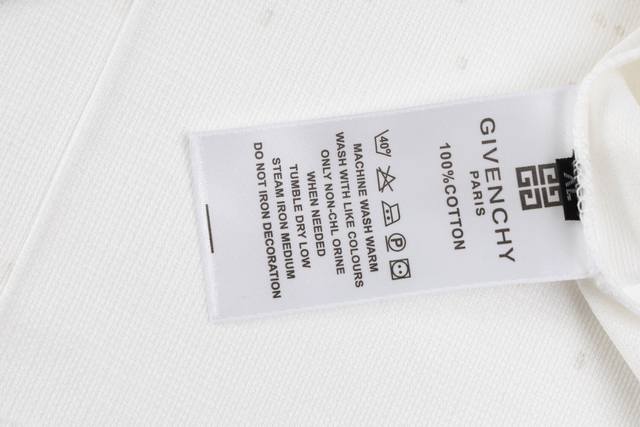 GIVENCHY
PARIS
100%COTTON
40°
P
MACHINE WASH WARM
WASH WITH LIKE COLOURS
ONLY NON-CHL ORINE
WHEN NEEDED
TUMBLE DRY LOW
STEAM IRON MEDIUM
DO NOT IRON DECORATION
XL